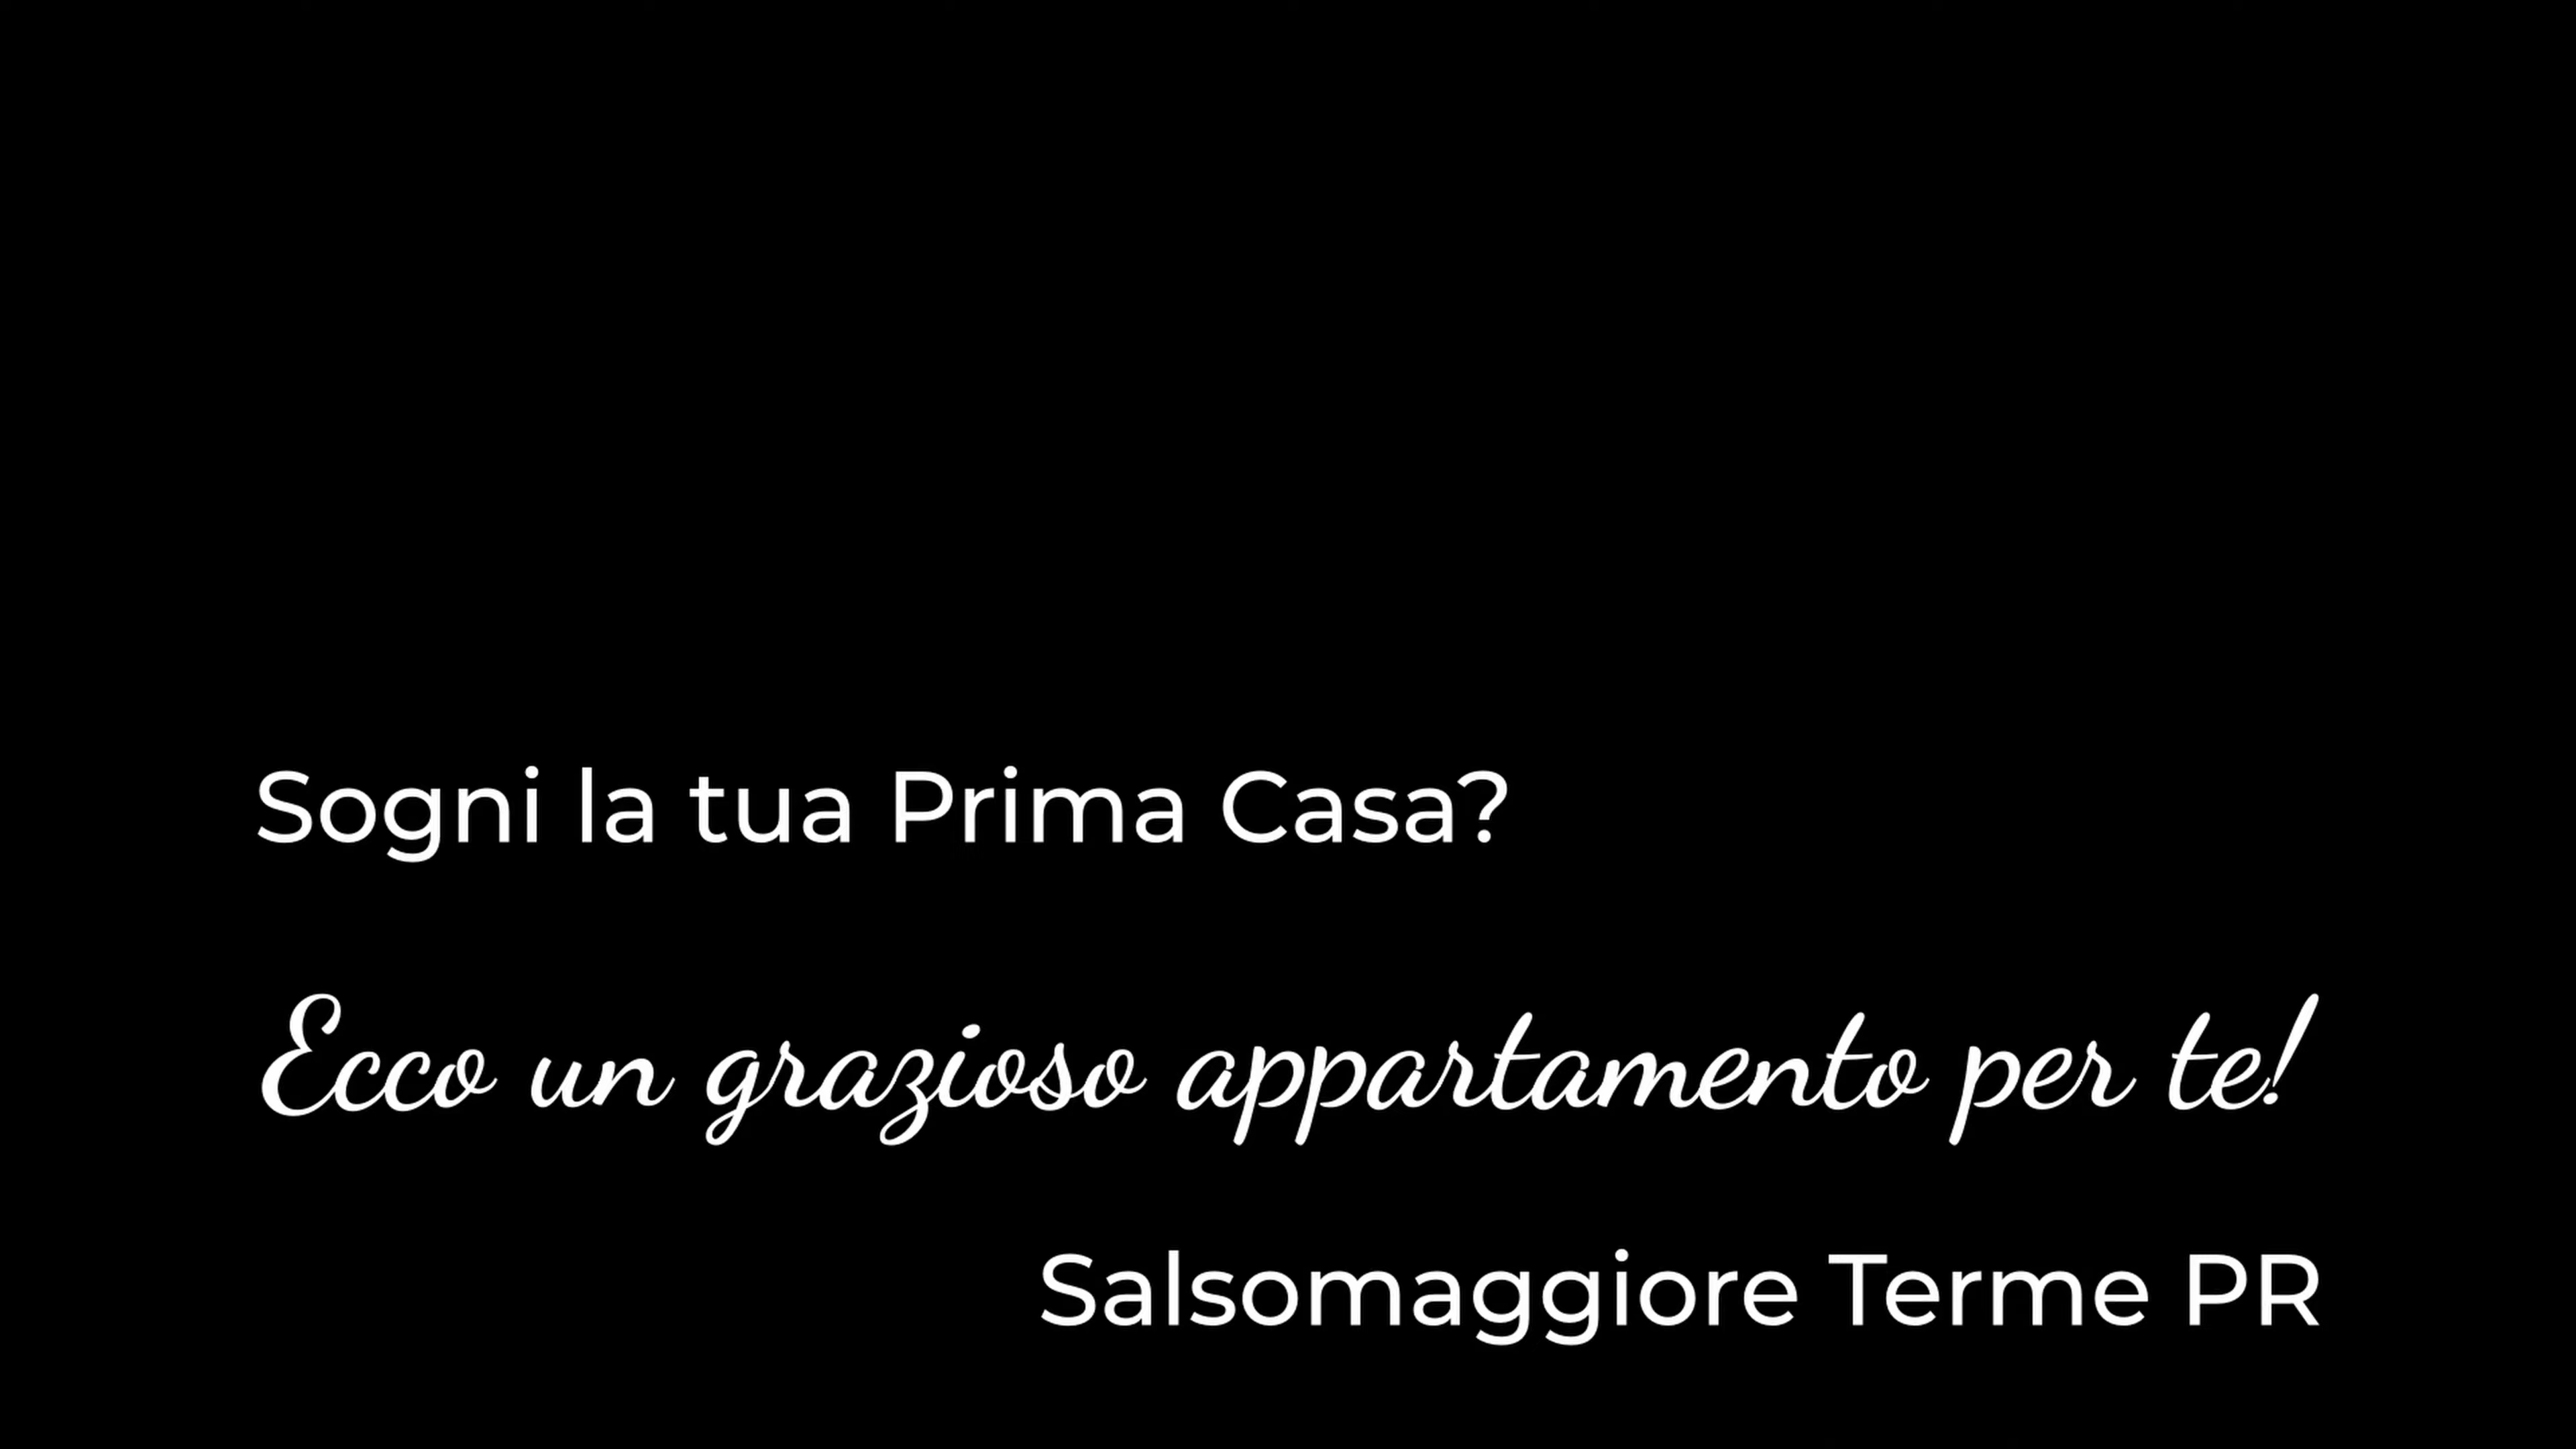 Sogni la tua Prima Casa?
Ecco un grazioso appartamento per te!
Salsomaggiore Terme PR